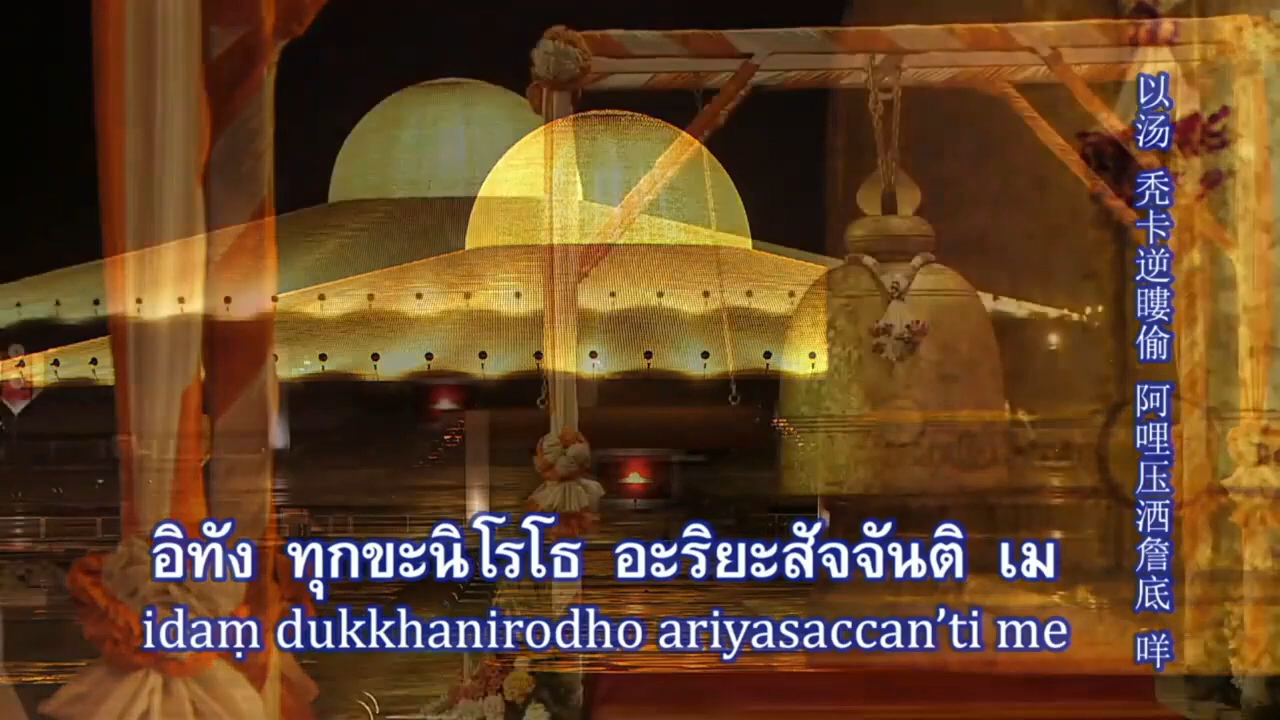 อิทัง ทุกขะนิโรโธ อะริยะสัจจันติ เม
idaṃ dukkhanirodho ariyasaccan’ti me
以汤 秃卡逆瞜偷 阿哩压洒詹底 咩